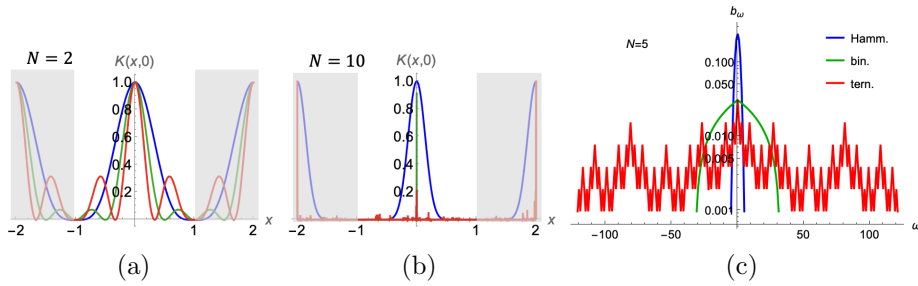 N = 2
K(x,0)
1.0
0.8
0.6
0.4
0.2
−2
−1
0
1
2
x
(a)
N = 10
K(x,0)
1.0
0.8
0.6
0.4
0.2
−2
−1
0
1
2
x
(b)
b_ω
N=5
Hamm.
bin.
tern.
0.100
0.050
0.010
0.005
0.001
−100
−50
0
50
100
ω
(c)